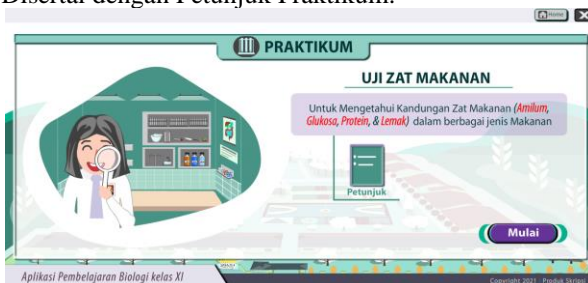 Disertai dengan Petunjuk Praktikum.
Home
PRAKTIKUM
UJI ZAT MAKANAN
Untuk Mengetahui Kandungan Zat Makanan (Amilum,
Glukosa, Protein, & Lemak) dalam berbagai jenis Makanan
Petunjuk
Mulai
Aplikasi Pembelajaran Biologi kelas XI
Copyright 2021 - Produk Skripsi